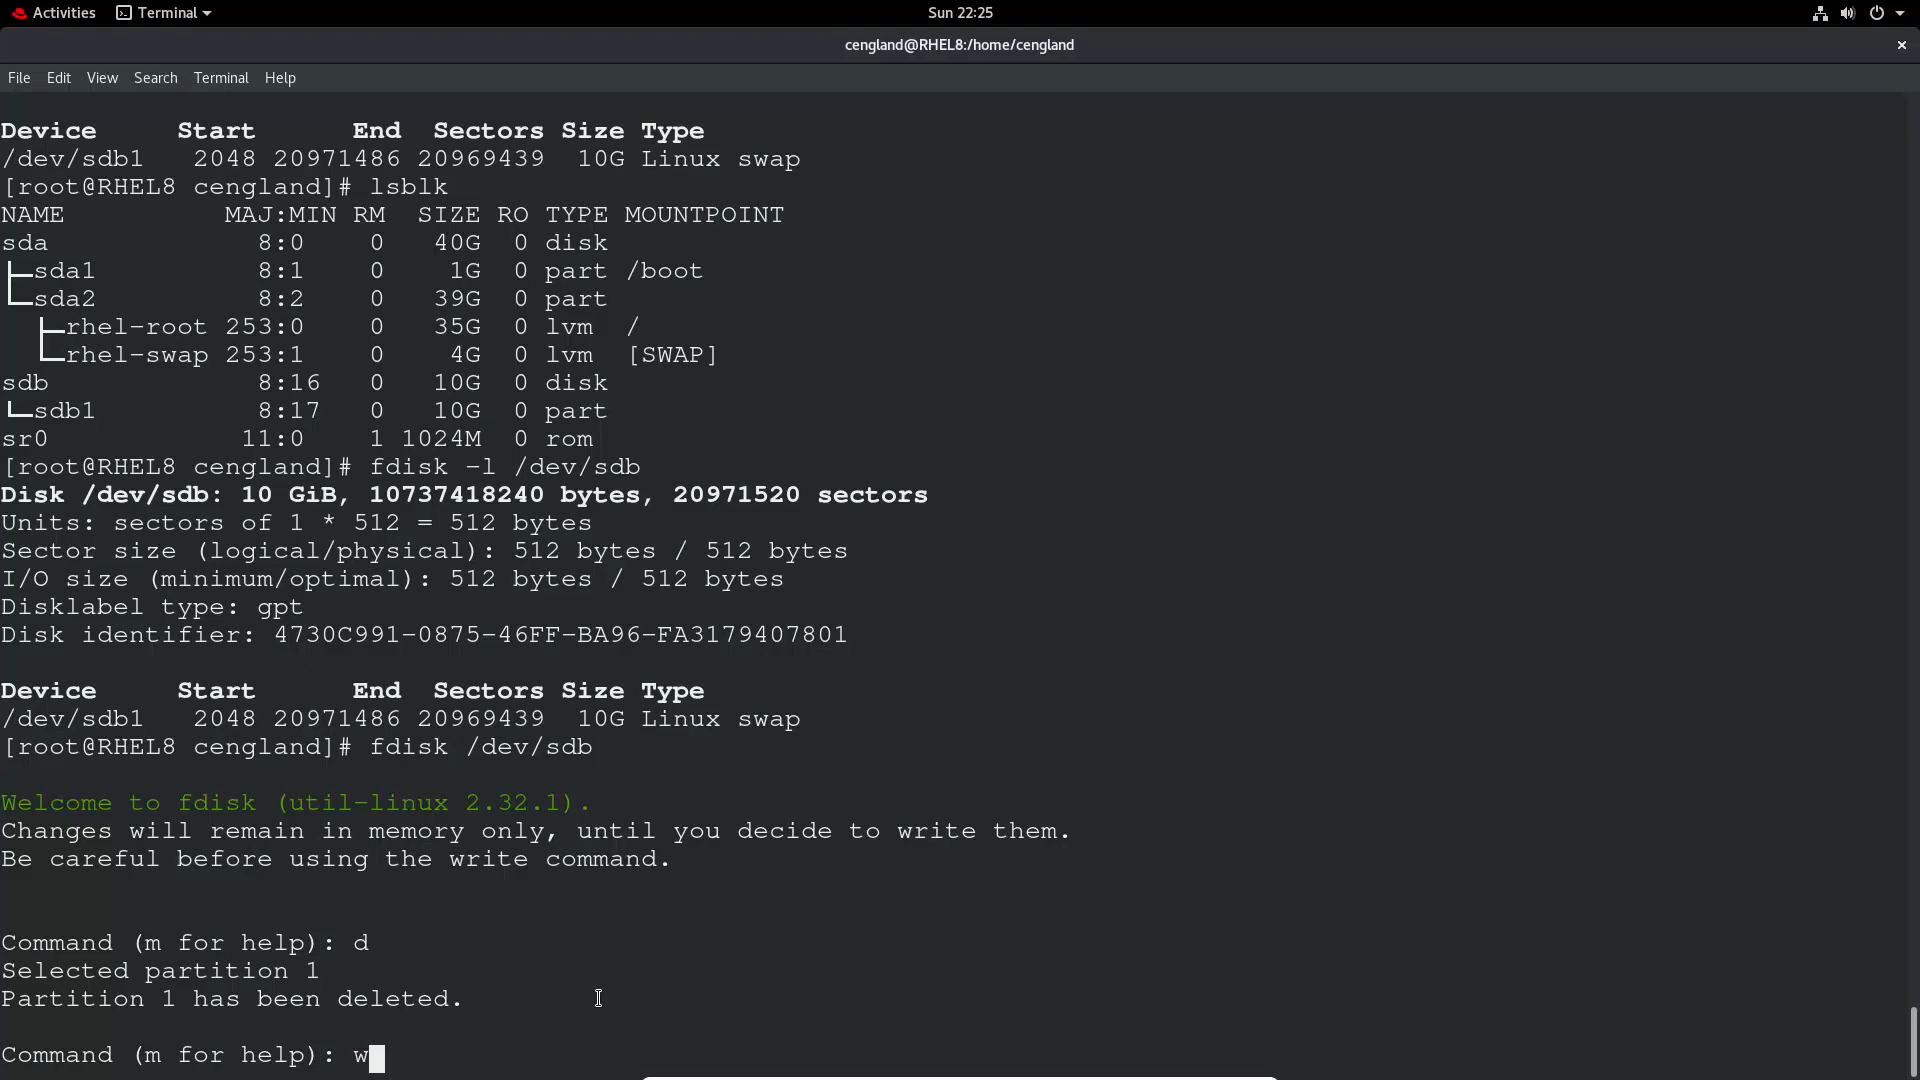 Activities Terminal Sun 22:25
cengland@RHEL8:/home/cengland
File Edit View Search Terminal Help
Device     Start      End  Sectors Size Type
/dev/sdb1   2048 20971486 20969439  10G Linux swap
[root@RHEL8 cengland]# lsblk
NAME          MAJ:MIN RM  SIZE RO TYPE MOUNTPOINT
sda             8:0    0   40G  0 disk
├─sda1          8:1    0    1G  0 part /boot
└─sda2          8:2    0   39G  0 part
  ├─rhel-root 253:0    0   35G  0 lvm  /
  └─rhel-swap 253:1    0    4G  0 lvm  [SWAP]
sdb             8:16   0   10G  0 disk
└─sdb1          8:17   0   10G  0 part
sr0            11:0    1 1024M  0 rom
[root@RHEL8 cengland]# fdisk -l /dev/sdb
Disk /dev/sdb: 10 GiB, 10737418240 bytes, 20971520 sectors
Units: sectors of 1 * 512 = 512 bytes
Sector size (logical/physical): 512 bytes / 512 bytes
I/O size (minimum/optimal): 512 bytes / 512 bytes
Disklabel type: gpt
Disk identifier: 4730C991-0875-46FF-BA96-FA3179407801
Device     Start      End  Sectors Size Type
/dev/sdb1   2048 20971486 20969439  10G Linux swap
[root@RHEL8 cengland]# fdisk /dev/sdb
Welcome to fdisk (util-linux 2.32.1).
Changes will remain in memory only, until you decide to write them.
Be careful before using the write command.
Command (m for help): d
Selected partition 1
Partition 1 has been deleted.
Command (m for help): w